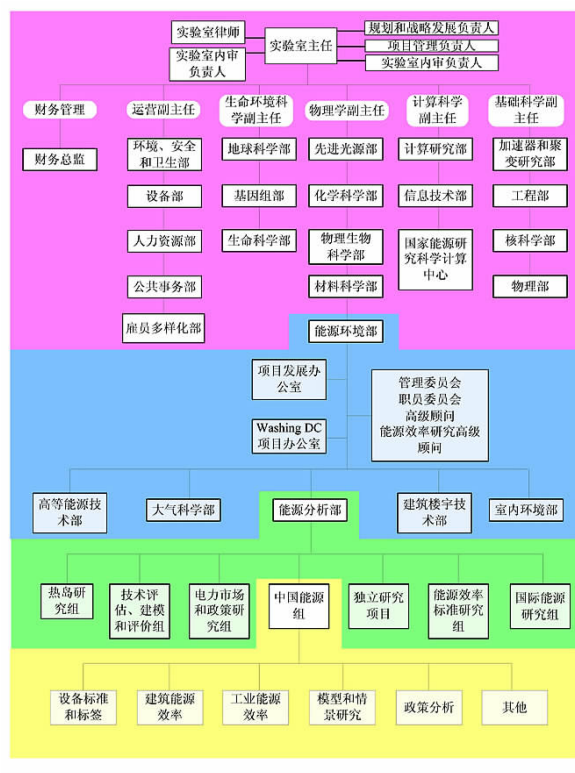 实验室律师
实验室内审
负责人
实验室主任
规划和战略发展负责人
项目管理负责人
实验室内审负责人
财务管理
财务总监
运营副主任
环境、安全
和卫生部
设备部
人力资源部
公共事务部
雇员多样化部
生命环境科
学副主任
地球科学部
基因组部
生命科学部
物理学副主任
先进光源部
化学科学部
物理生物
科学部
材料科学部
能源环境部
计算科学
副主任
计算研究部
信息技术部
国家能源研
究科学计算
中心
基础科学副
主任
加速器和聚
变研究部
工程部
核科学部
物理部
项目发展办
公室
Washing DC
项目办公室
管理委员会
职员委员会
高级顾问
能源效率研究高级
顾问
高等能源技
术部
大气科学部
能源分析部
建筑楼宇技
术部
室内环境部
热岛研
究组
技术评
估、建模
和评价组
电力市场
和政策研
究组
中国能源
组
独立研究
项目
能源效率
标准研究
组
国际能源
研究组
设备标准
和标签
建筑能源
效率
工业能源
效率
模型和情
景研究
政策分析
其他